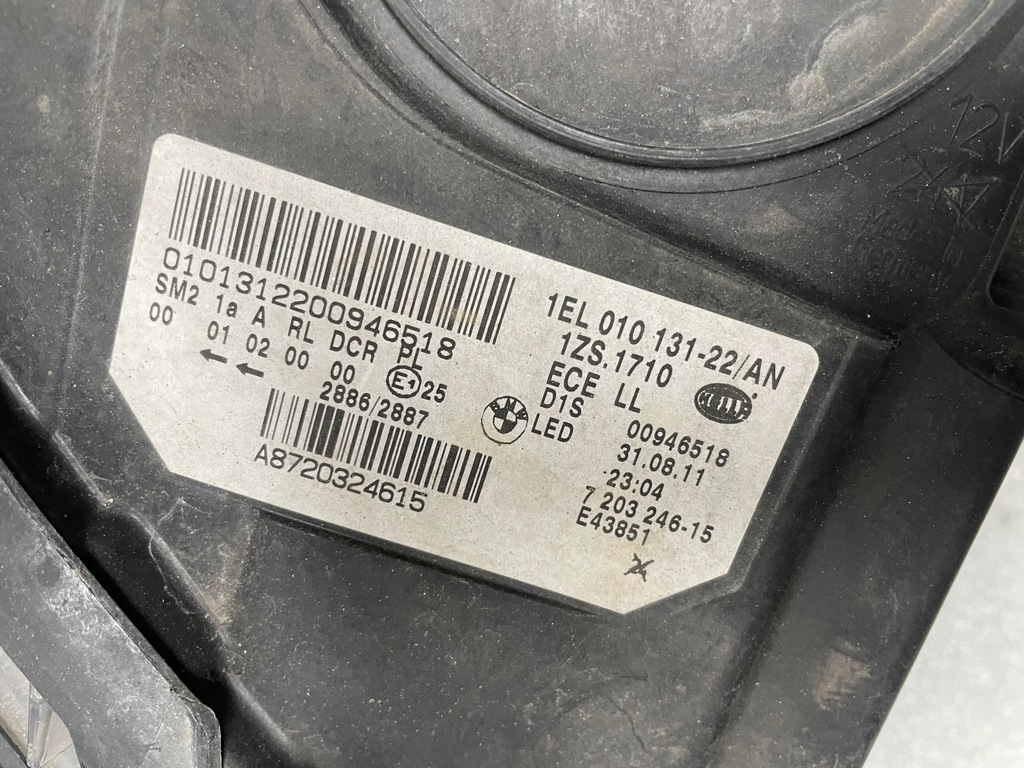 12V
0101312200946518
SM2 1a A RL DCR PL
00 01 02 00 00 E1 25
2886/2887
A8720324615
1EL 010 131-22/AN
1ZS.1710
ECE LL
D1S
LED
HELLA
00946518
31.08.11
23:04
7 203 246-15
E43851